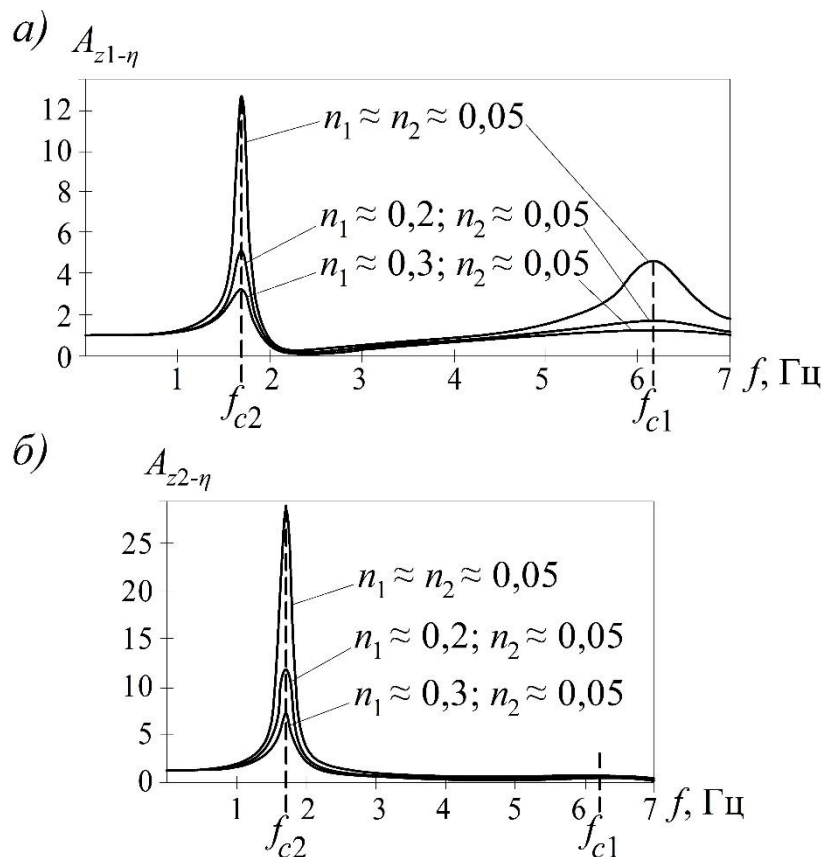 а)
A_{z1-η}
12
n₁ ≈ n₂ ≈ 0,05
10
8
n₁ ≈ 0,2; n₂ ≈ 0,05
6
n₁ ≈ 0,3; n₂ ≈ 0,05
4
2
0
1 2 3 4 5 6 7 f, Гц
f_{c2} f_{c1}
б)
A_{z2-η}
25
n₁ ≈ n₂ ≈ 0,05
20
15
n₁ ≈ 0,2; n₂ ≈ 0,05
10
n₁ ≈ 0,3; n₂ ≈ 0,05
5
0
1 2 3 4 5 6 7 f, Гц
f_{c2} f_{c1}